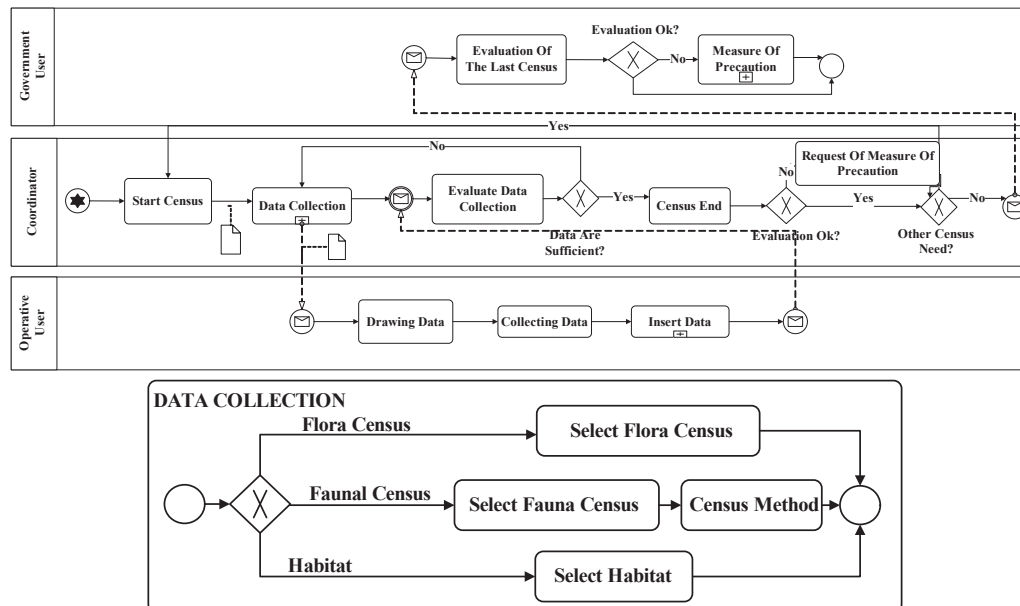 Government
User
Evaluation Of
The Last Census
Evaluation Ok?
No
Measure Of
Precaution
Yes
Coordinator
Start Census
Data Collection
No
Evaluate Data
Collection
Data Are
Sufficient?
Yes
Census End
No
Evaluation Ok?
Request Of Measure Of
Precaution
Yes
Other Census
Need?
No
Operative
User
Drawing Data
Collecting Data
Insert Data
DATA COLLECTION
Flora Census
Select Flora Census
Faunal Census
Select Fauna Census
Census Method
Habitat
Select Habitat